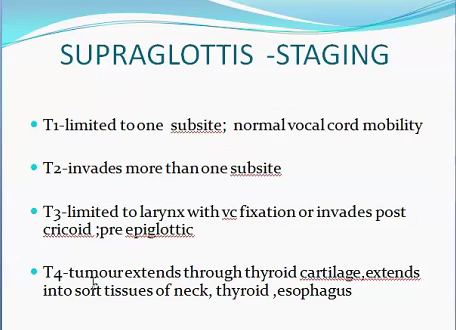 SUPRAGLOTTIS -STAGING
T1-limited to one subsite; normal vocal cord mobility
T2-invades more than one subsite
T3-limited to larynx with vc fixation or invades post
cricoid ;pre epiglottic
T4-tumour extends through thyroid cartilage,extends
into soft tissues of neck, thyroid ,esophagus